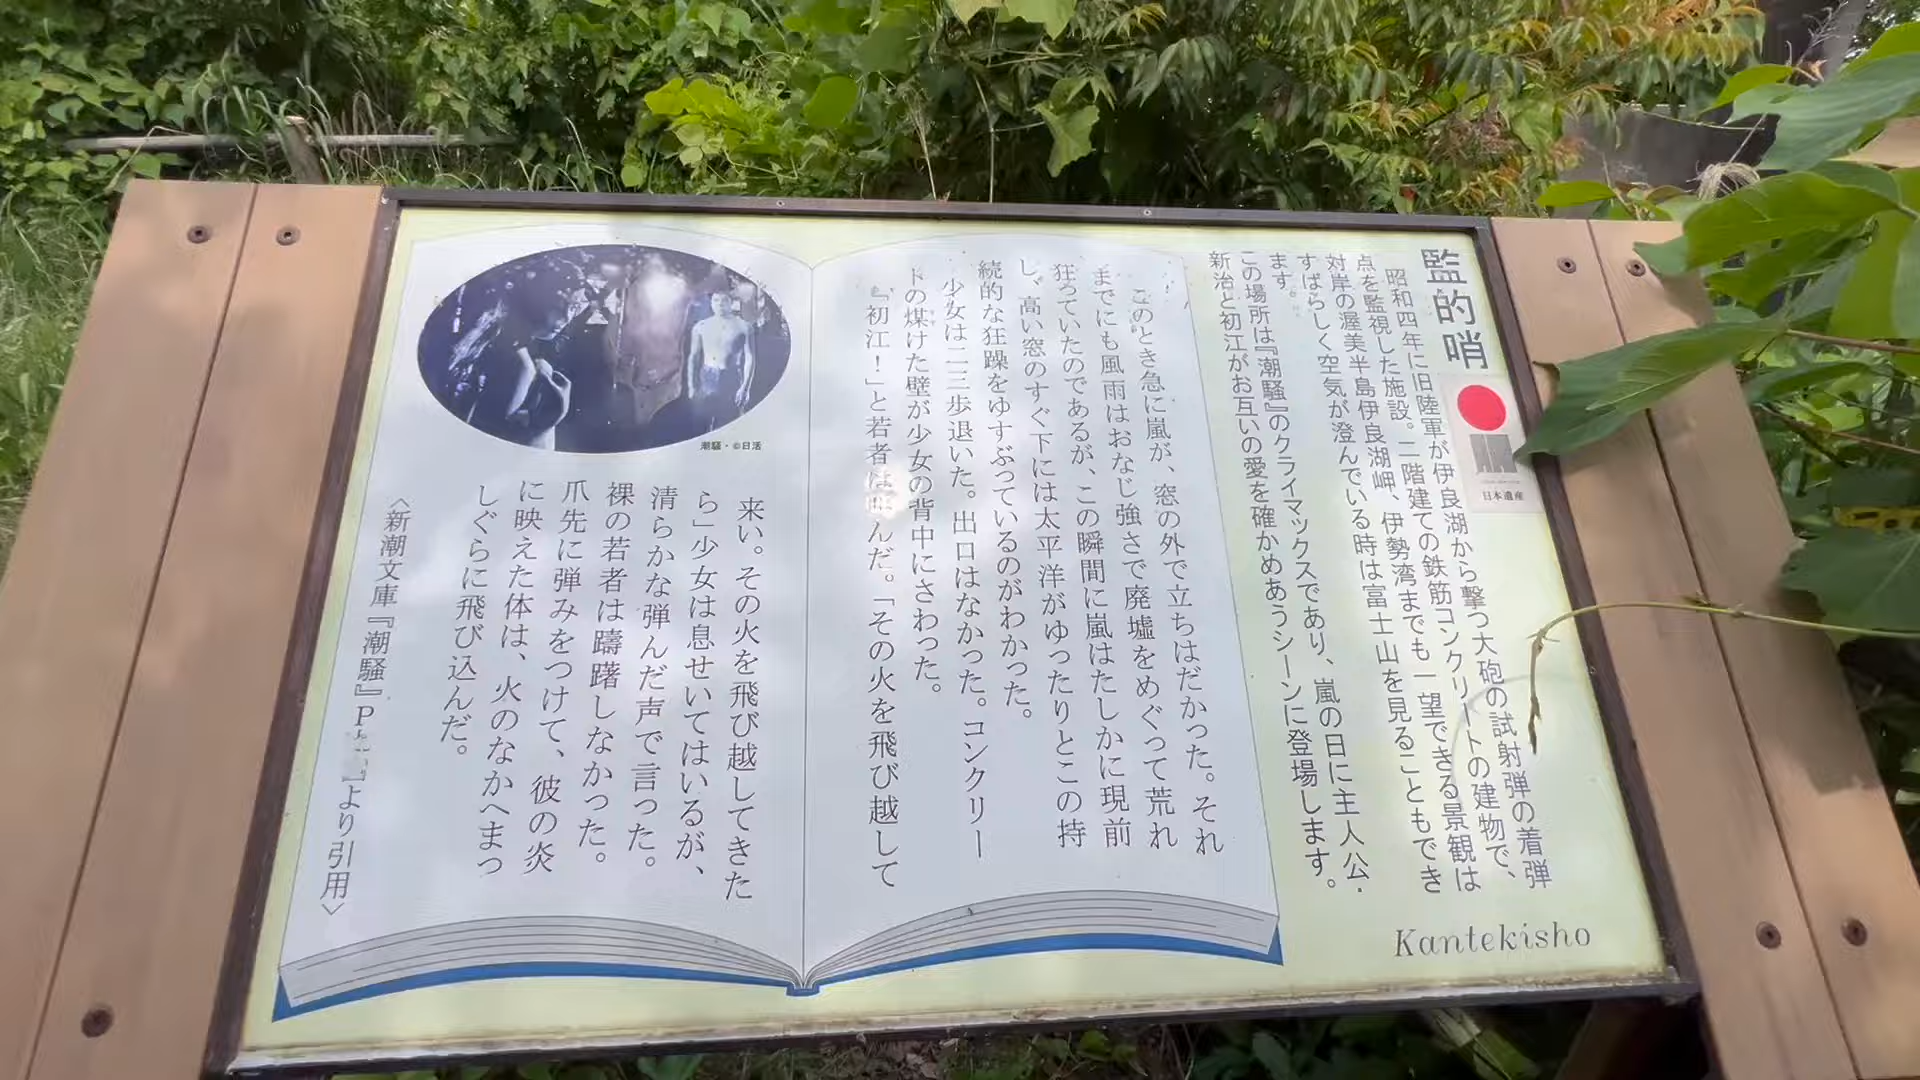 監的哨
日本遺産
昭和四年に旧陸軍が伊良湖から撃つ大砲の試射弾の着弾
点を監視した施設。二階建ての鉄筋コンクリートの建物で、
対岸の渥美半島伊良湖岬、伊勢湾までも一望できる景観は
すばらしく空気が澄んでいる時は富士山を見ることもでき
ます。
この場所は『潮騒』のクライマックスであり、嵐の日に主人公・
新治と初江がお互いの愛を確かめあうシーンに登場します。
Kantekisho
このとき急に嵐が、窓の外で立ちはだかった。それ
までにも風雨はおなじ強さで廃墟をめぐって荒れ
狂っていたのであるが、この瞬間に嵐はたしかに現前
し、高い窓のすぐ下には太平洋がゆったりとこの持
続的な狂躁をゆすぶっているのがわかった。
少女は二三歩退いた。出口はなかった。コンクリー
トの煤けた壁が少女の背中にさわった。
「初江！」と若者は叫んだ。「その火を飛び越して
来い。その火を飛び越してきた
ら」少女は息せいてはいるが、
清らかな弾んだ声で言った。
裸の若者は躊躇しなかった。
爪先に弾みをつけて、彼の炎
に映えた体は、火のなかへまっ
しぐらに飛び込んだ。
〈新潮文庫『潮騒』P より引用〉
潮騒・©日活